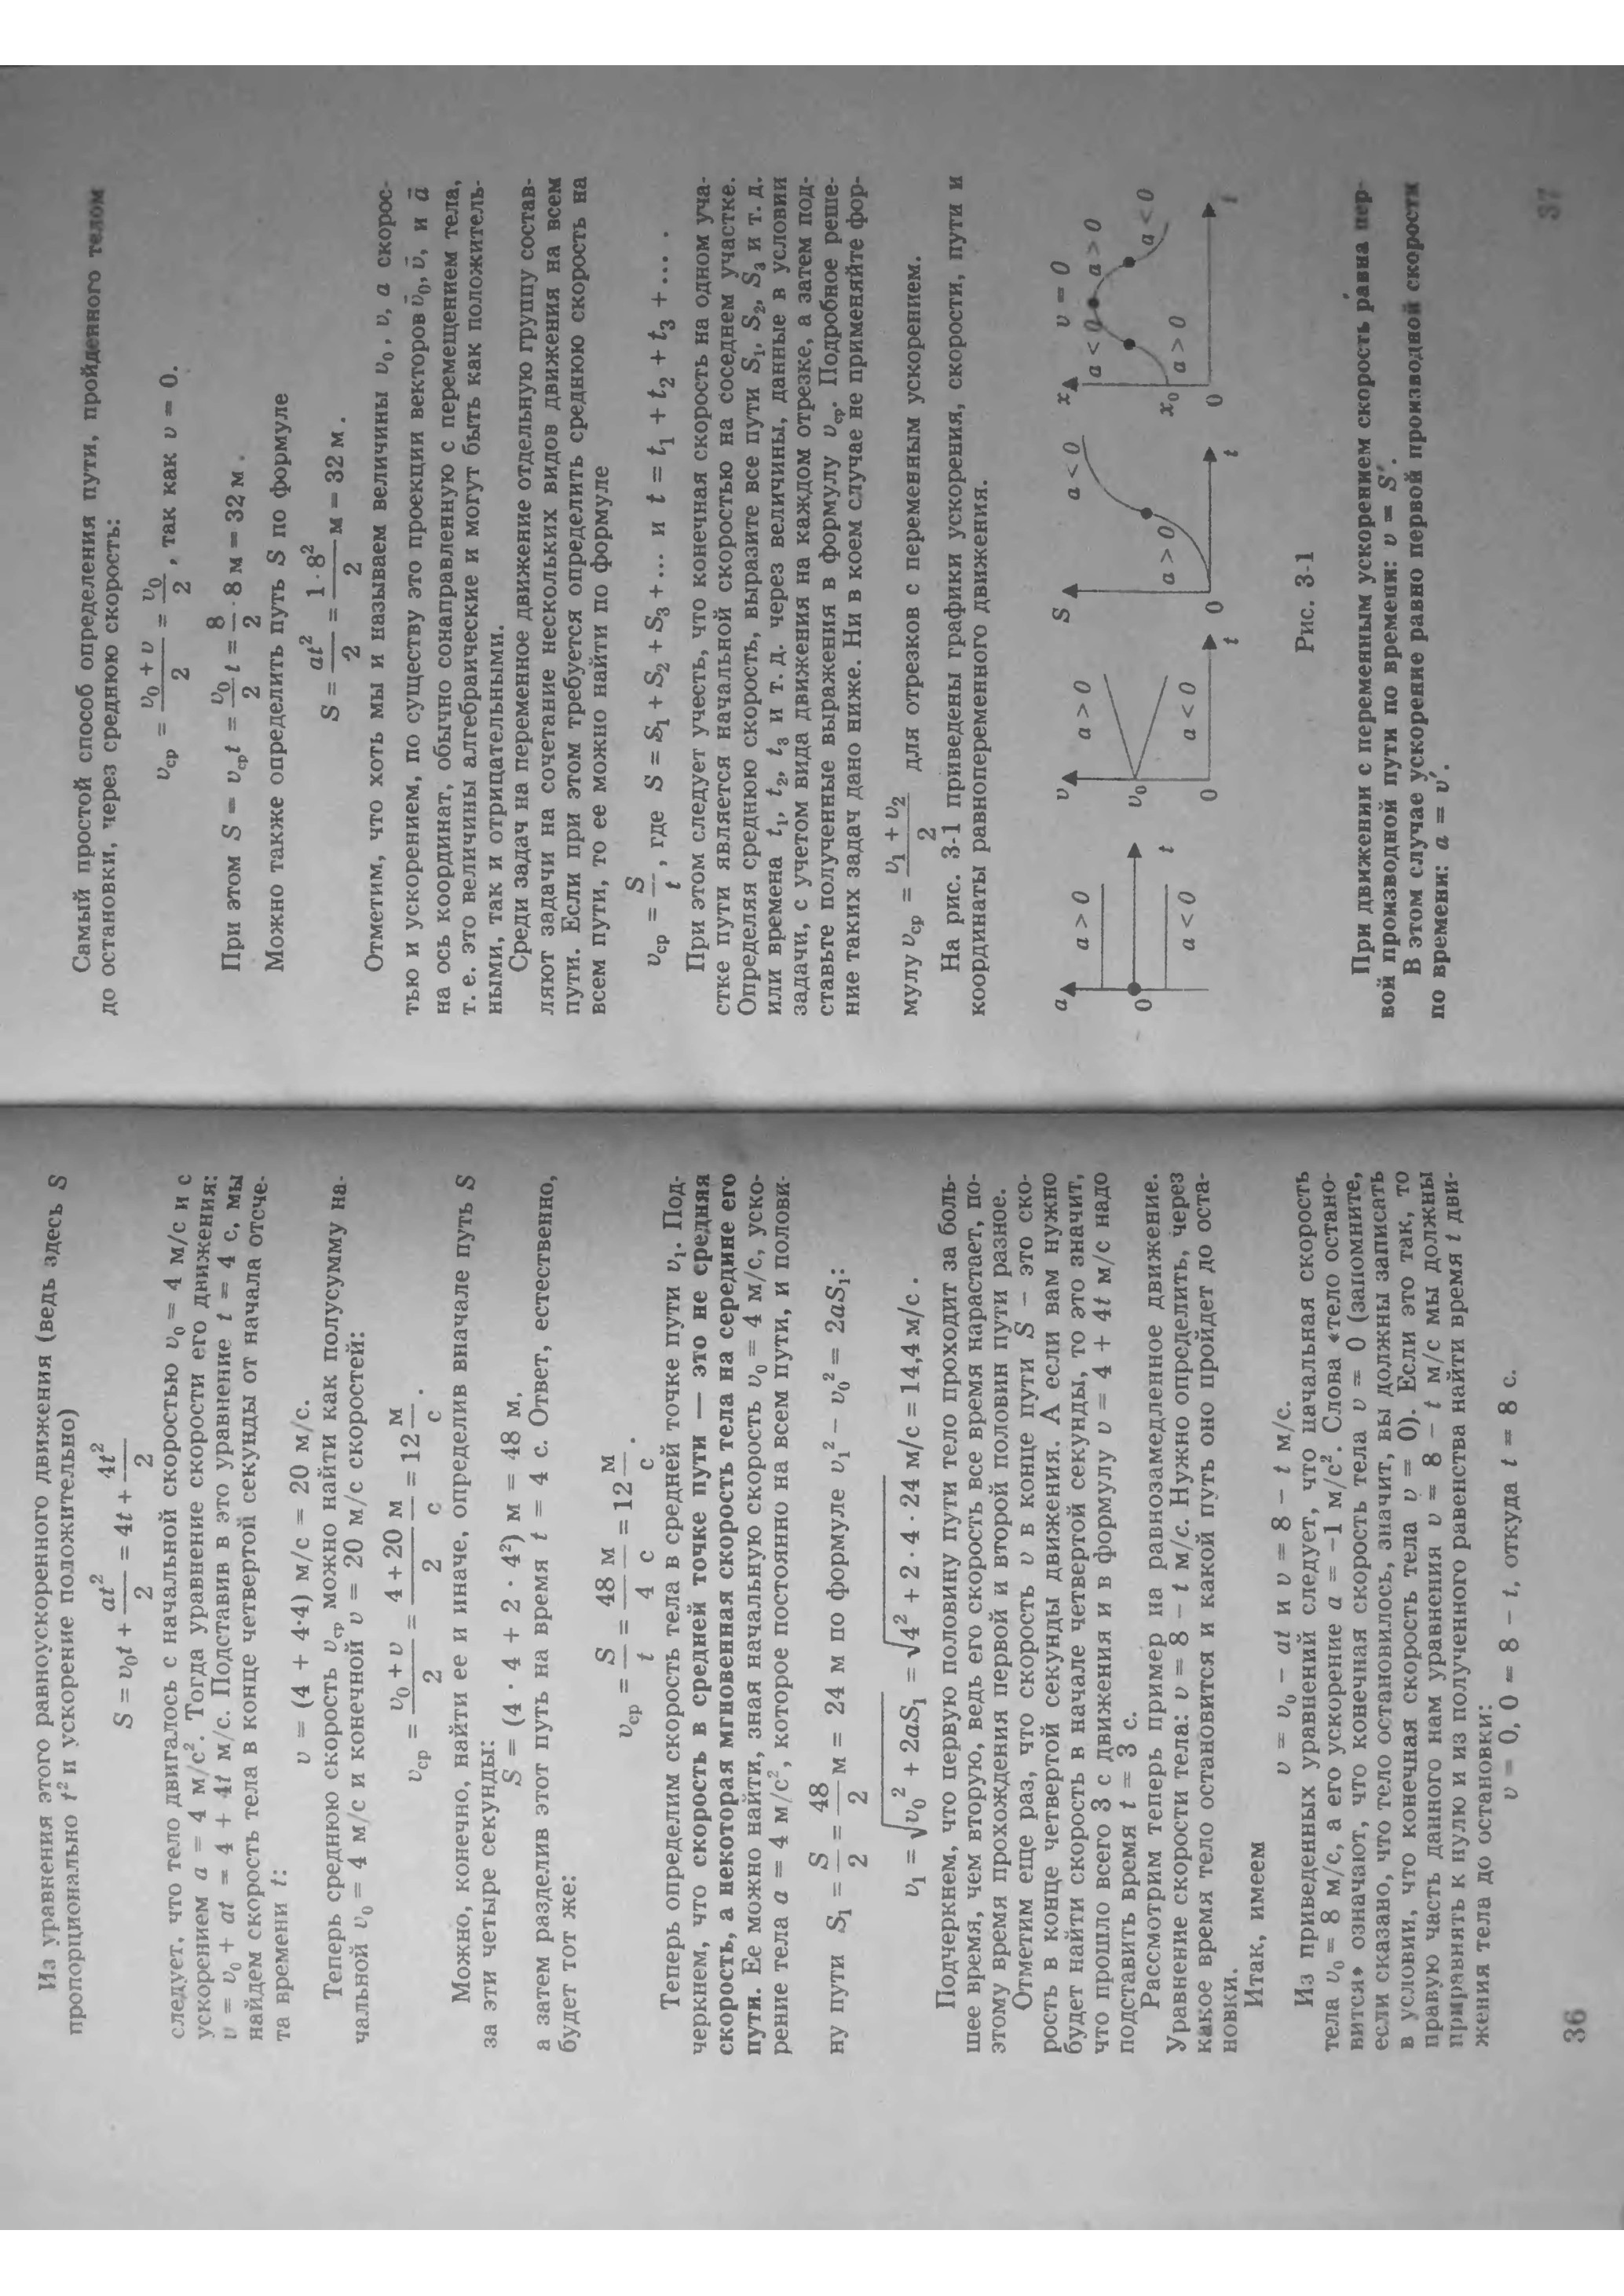 Из уравнения этого равноускоренного движения (ведь здесь S
пропорционально t² и ускорение положительно)
S = v₀t + at²/2 = 4t + 4t²/2
следует, что тело двигалось с начальной скоростью v₀ = 4 м/с и с
ускорением a = 4 м/с². Тогда уравнение скорости его движения:
v = v₀ + at = 4 + 4t м/с. Подставив в это уравнение t = 4 с, мы
найдем скорость тела в конце четвертой секунды от начала отсче-
та времени t:
v = (4 + 4·4) м/с = 20 м/с.
Теперь среднюю скорость vср можно найти как полусумму на-
чальной v₀ = 4 м/с и конечной v = 20 м/с скоростей:
vср = (v₀ + v)/2 = (4 + 20)/2 м/с = 12 м/с.
Можно, конечно, найти ее и иначе, определив вначале путь S
за эти четыре секунды:
S = (4 · 4 + 2 · 4²) м = 48 м,
а затем разделив этот путь на время t = 4 с. Ответ, естественно,
будет тот же:
vср = S/t = 48/4 м/с = 12 м/с.
Теперь определим скорость тела в средней точке пути v₁. Под-
черкнем, что скорость в средней точке пути — это не средняя
скорость, а некоторая мгновенная скорость тела на середине его
пути. Ее можно найти, зная начальную скорость v₀ = 4 м/с, уско-
рение тела a = 4 м/с², которое постоянно на всем пути, и полови-
ну пути S₁ = S/2 = 48/2 м = 24 м по формуле v₁² − v₀² = 2aS₁:
v₁ = √(v₀² + 2aS₁) = √(4² + 2 · 4 · 24) м/с = 14,4 м/с.
Подчеркнем, что первую половину пути тело проходит за боль-
шее время, чем вторую, ведь его скорость все время нарастает, по-
этому время прохождения первой и второй половин пути разное.
Отметим еще раз, что скорость v в конце пути S – это ско-
рость в конце четвертой секунды движения. А если вам нужно
будет найти скорость в начале четвертой секунды, то это значит,
что прошло всего 3 с движения и в формулу v = 4 + 4t м/с надо
подставить время t = 3 с.
Рассмотрим теперь пример на равнозамедленное движение.
Уравнение скорости тела: v = 8 − t м/с. Нужно определить, через
какое время тело остановится и какой путь оно пройдет до оста-
новки.
Итак, имеем
v = v₀ − at и v = 8 − t м/с.
Из приведенных уравнений следует, что начальная скорость
тела v₀ = 8 м/с, а его ускорение a = −1 м/с². Слова «тело остано-
вится» означают, что конечная скорость тела v = 0 (запомните,
если сказано, что тело остановилось, значит, вы должны записать
в условии, что конечная скорость тела v = 0). Если это так, то
правую часть данного нам уравнения v = 8 − t м/с мы должны
приравнять к нулю и из полученного равенства найти время t дви-
жения тела до остановки:
v = 0, 0 = 8 − t, откуда t = 8 с.
36
Самый простой способ определения пути, пройденного телом
до остановки, через среднюю скорость:
vср = (v₀ + v)/2 = v₀/2, так как v = 0.
При этом S = vсрt = v₀/2 t = 8/2 · 8 м = 32 м.
Можно также определить путь S по формуле
S = at²/2 = 1·8²/2 м = 32 м.
Отметим, что хоть мы и называем величины v₀, v, a скорос-
тью и ускорением, по существу это проекции векторов v̄₀, v̄, и ā
на ось координат, обычно сонаправленную с перемещением тела,
т. е. это величины алгебраические и могут быть как положитель-
ными, так и отрицательными.
Среди задач на переменное движение отдельную группу состав-
ляют задачи на сочетание нескольких видов движения на всем
пути. Если при этом требуется определить среднюю скорость на
всем пути, то ее можно найти по формуле
vср = S/t, где S = S₁ + S₂ + S₃ + ... и t = t₁ + t₂ + t₃ + ... .
При этом следует учесть, что конечная скорость на одном уча-
стке пути является начальной скоростью на соседнем участке.
Определяя среднюю скорость, выразите все пути S₁, S₂, S₃ и т. д.
или времена t₁, t₂, t₃ и т. д. через величины, данные в условии
задачи, с учетом вида движения на каждом отрезке, а затем под-
ставьте полученные выражения в формулу vср. Подробное реше-
ние таких задач дано ниже. Ни в коем случае не применяйте фор-
мулу vср = (v₁ + v₂)/2 для отрезков с переменным ускорением.
На рис. 3-1 приведены графики ускорения, скорости, пути и
координаты равнопеременного движения.
a
a > 0
0
t
a < 0
v
a > 0
v₀
a < 0
0
t
S
a < 0
a > 0
0
t
x
v = 0
a < 0
a > 0
a < 0
x₀
a > 0
0
t
Рис. 3-1
При движении с переменным ускорением скорость равна пер-
вой производной пути по времени: v = S′.
В этом случае ускорение равно первой производной скорости
по времени: a = v′.
37